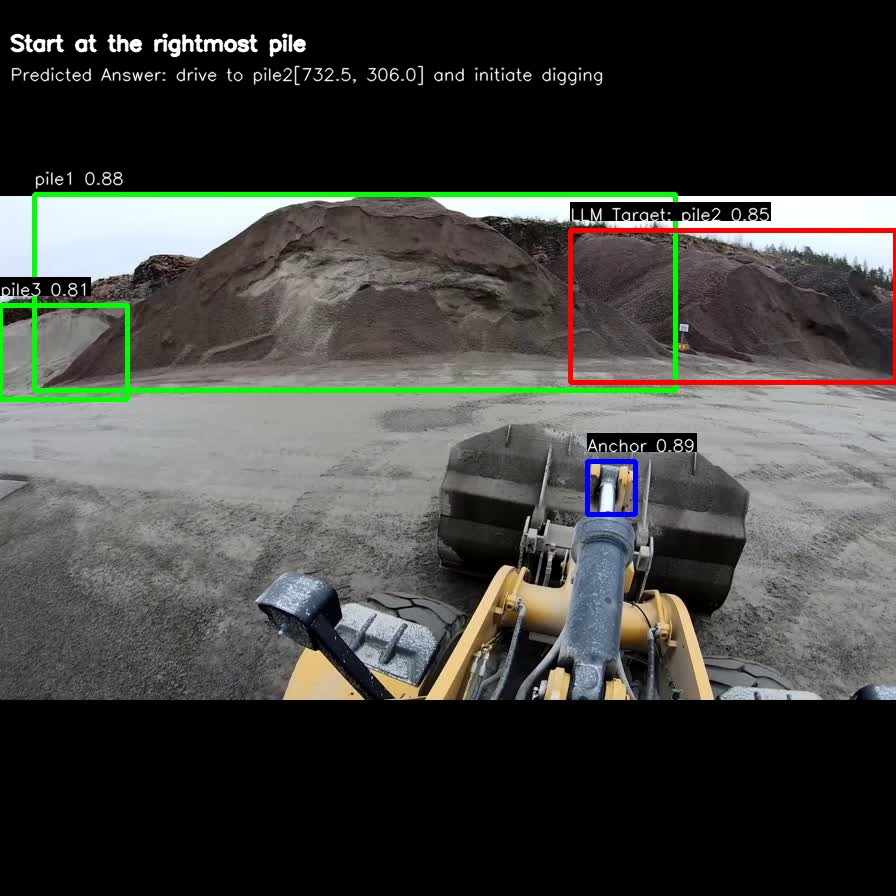 Start at the rightmost pile
Predicted Answer: drive to pile2[732.5, 306.0] and initiate digging
pile1 0.88
LLM Target: pile2 0.85
pile3 0.81
Anchor 0.89